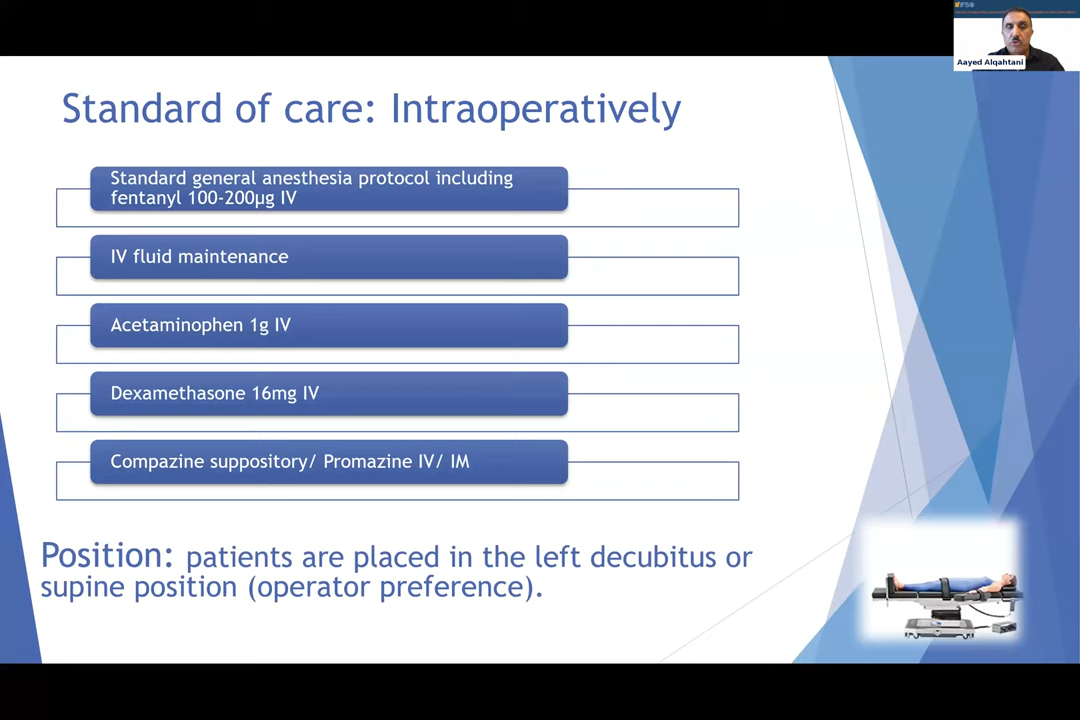 IFSO
Aayed Alqahtani
Standard of care: Intraoperatively
Standard general anesthesia protocol including
fentanyl 100-200µg IV
IV fluid maintenance
Acetaminophen 1g IV
Dexamethasone 16mg IV
Compazine suppository/ Promazine IV/ IM
Position: patients are placed in the left decubitus or
supine position (operator preference).